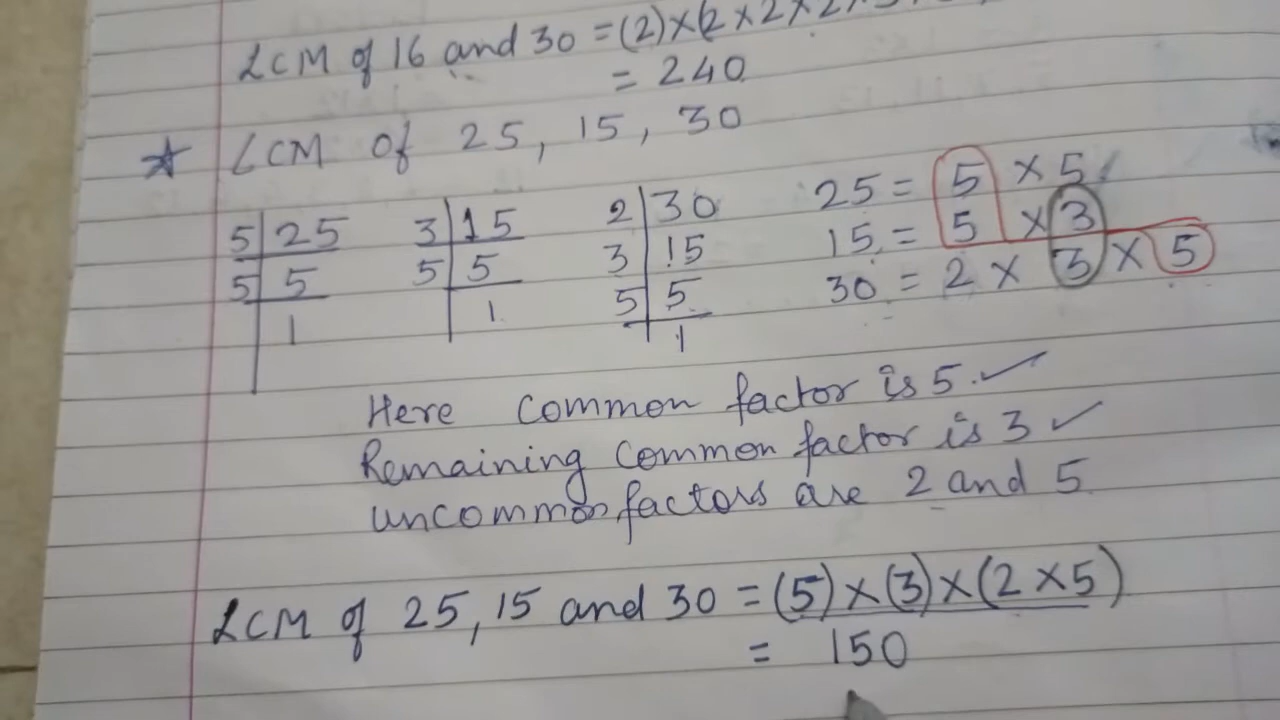 LCM of 16 and 30 = (2)×(2×2×2×
= 240
★ LCM of 25, 15, 30
5 | 25   3 | 15   2 | 30   25 = 5 × 5
5 | 5   5 | 5   3 | 15   15 = 5 × 3
1   1   5 | 5   30 = 2 × 3 × 5
1
Here common factor is 5. ✓
Remaining common factor is 3 ✓
uncommon factors are 2 and 5
LCM of 25, 15 and 30 = (5)×(3)×(2×5)
= 150